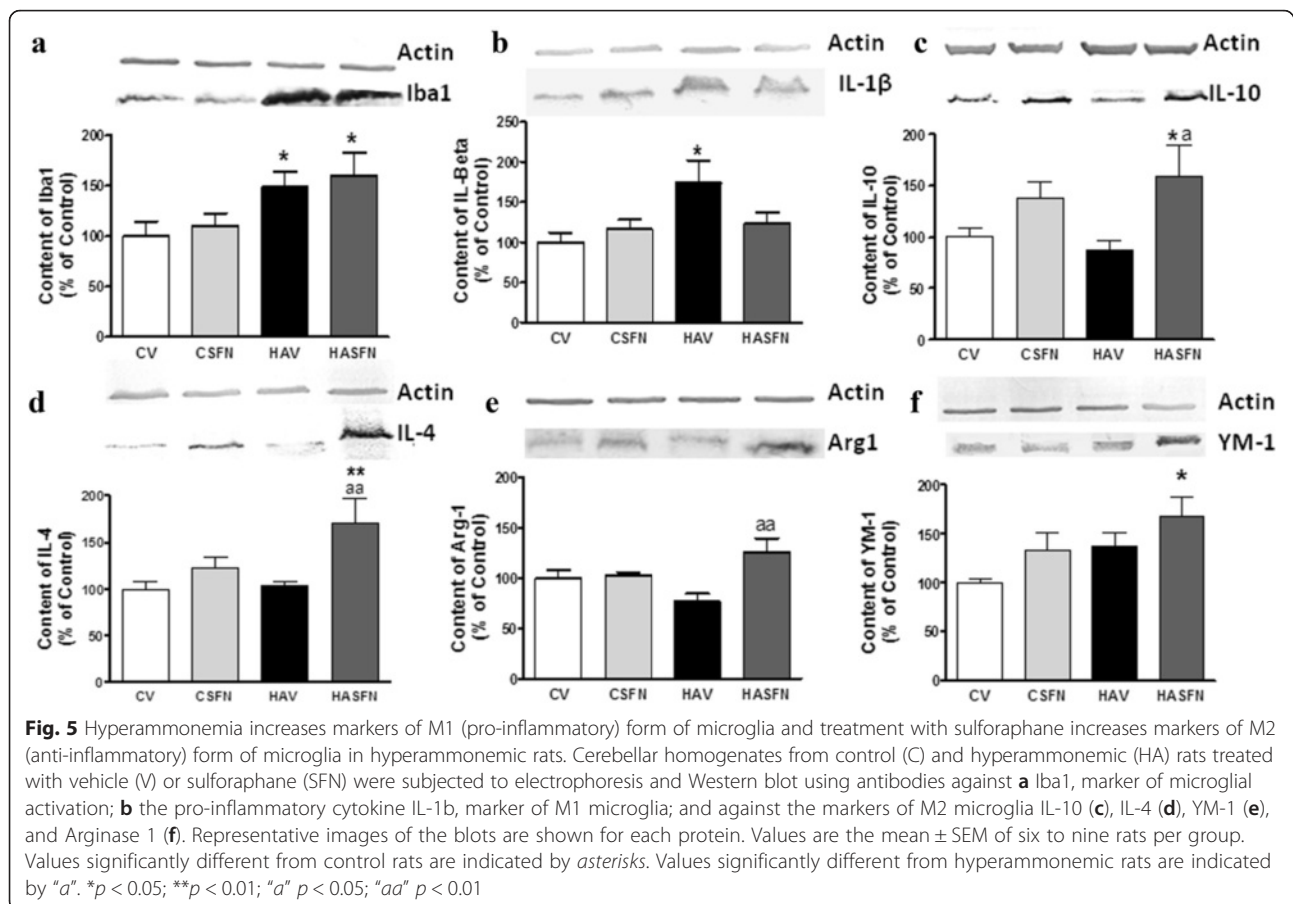 a
Actin
Iba1
Content of Iba1
(% of Control)
200
150
100
50
0
*
*
CV CSFN HAV HASFN
b
Actin
IL-1β
Content of IL-Beta
(% of Control)
250
200
150
100
50
0
*
CV CSFN HAV HASFN
c
Actin
IL-10
Content of IL-10
(% of Control)
200
150
100
50
0
* a
CV CSFN HAV HASFN
d
Actin
IL-4
Content of IL-4
(% of Control)
200
150
100
50
0
**
aa
CV CSFN HAV HASFN
e
Actin
Arg1
Content of Arg-1
(% of Control)
200
150
100
50
0
aa
CV CSFN HAV HASFN
f
Actin
YM-1
Content of YM-1
(% of Control)
200
150
100
50
0
*
CV CSFN HAV HASFN
Fig. 5 Hyperammonemia increases markers of M1 (pro-inflammatory) form of microglia and treatment with sulforaphane increases markers of M2
(anti-inflammatory) form of microglia in hyperammonemic rats. Cerebellar homogenates from control (C) and hyperammonemic (HA) rats treated
with vehicle (V) or sulforaphane (SFN) were subjected to electrophoresis and Western blot using antibodies against a Iba1, marker of microglial
activation; b the pro-inflammatory cytokine IL-1b, marker of M1 microglia; and against the markers of M2 microglia IL-10 (c), IL-4 (d), YM-1 (e),
and Arginase 1 (f). Representative images of the blots are shown for each protein. Values are the mean ± SEM of six to nine rats per group.
Values significantly different from control rats are indicated by asterisks. Values significantly different from hyperammonemic rats are indicated
by "a". *p < 0.05; **p < 0.01; "a" p < 0.05; "aa" p < 0.01